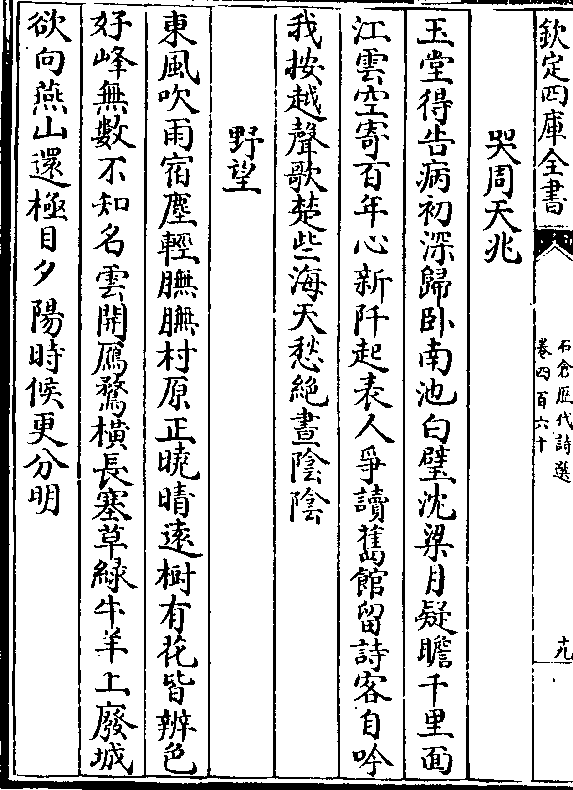 欽定四庫全書
石倉歴代詩選
卷四百六十
十九
哭周天兆
玉堂得告病初深歸卧南池白璧沈梁月疑瞻千里面
江雲空寄百年心新阡起表人爭讀舊館留詩客自吟
我按越聲歌楚些海天愁絕晝陰陰
野望
東風吹雨宿塵輕膴膴村原正曉晴遠樹有花皆辨色
好峰無數不知名雲開鴈鶩橫長塞草緑牛羊上廢城
欲向燕山還極目夕陽時候更分明